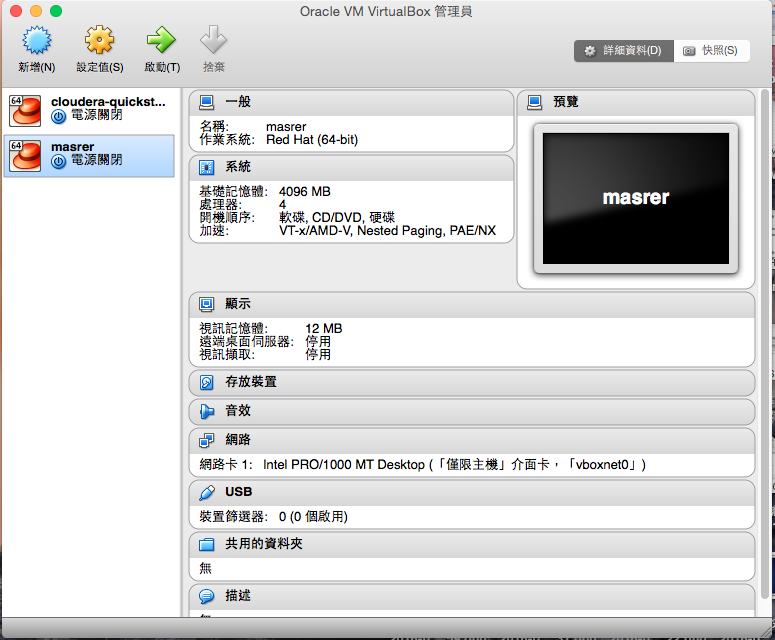 Oracle VM VirtualBox 管理員
新增(N)
設定值(S)
啟動(T)
捨棄
詳細資料(D)
快照(S)
64
cloudera-quickst...
電源關閉
64
masrer
電源關閉
一般
名稱: masrer
作業系統: Red Hat (64-bit)
系統
基礎記憶體: 4096 MB
處理器: 4
開機順序: 軟碟, CD/DVD, 硬碟
加速: VT-x/AMD-V, Nested Paging, PAE/NX
預覽
masrer
顯示
視訊記憶體: 12 MB
遠端桌面伺服器: 停用
視訊擷取: 停用
存放裝置
音效
網路
網路卡 1: Intel PRO/1000 MT Desktop (「僅限主機」介面卡，「vboxnet0」)
USB
裝置篩選器: 0 (0 個啟用)
共用的資料夾
無
描述